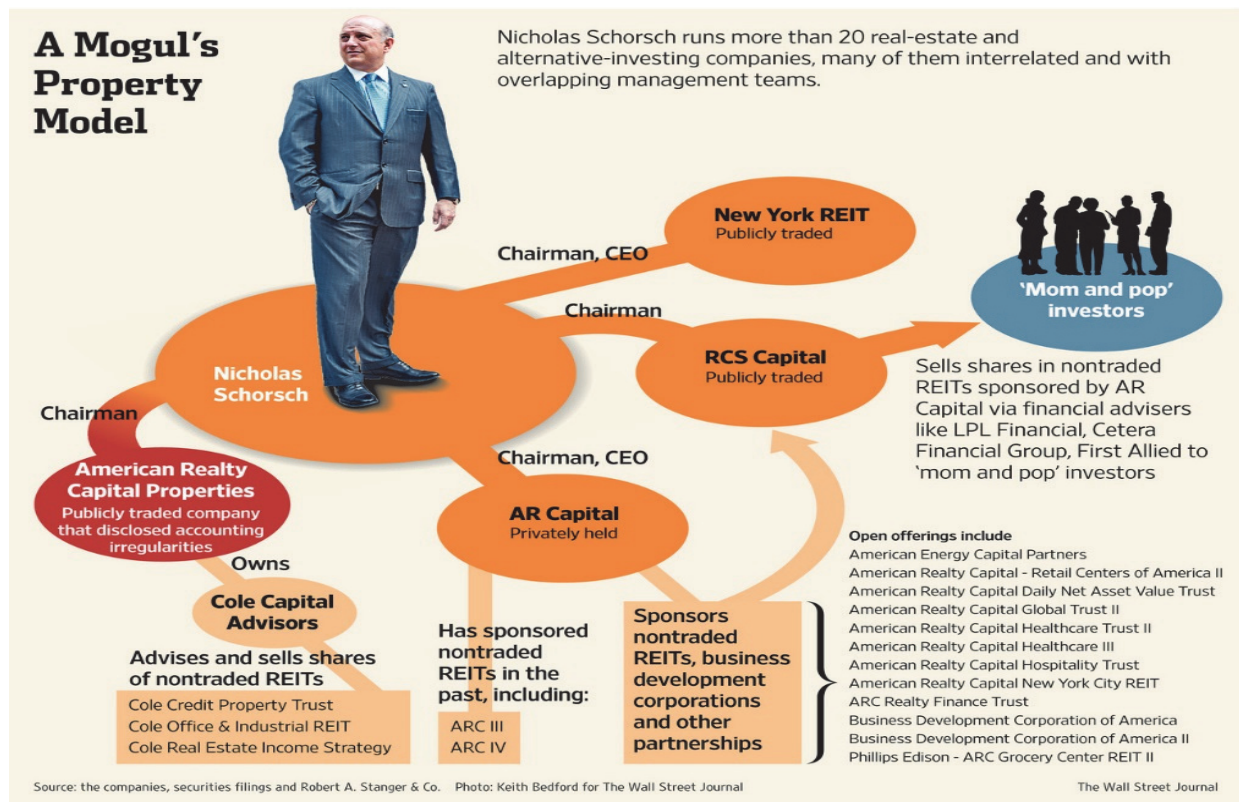 A Mogul's
Property
Model
Nicholas Schorsch runs more than 20 real-estate and
alternative-investing companies, many of them interrelated and with
overlapping management teams.
New York REIT
Publicly traded
Chairman, CEO
'Mom and pop'
investors
Chairman
RCS Capital
Publicly traded
Nicholas
Schorsch
Sells shares in nontraded
REITs sponsored by AR
Capital via financial advisers
like LPL Financial, Cetera
Financial Group, First Allied to
'mom and pop' investors
Chairman
American Realty
Capital Properties
Publicly traded company
that disclosed accounting
irregularities
Chairman, CEO
AR Capital
Privately held
Owns
Cole Capital
Advisors
Advises and sells shares
of nontraded REITs
Cole Credit Property Trust
Cole Office & Industrial REIT
Cole Real Estate Income Strategy
Has sponsored
nontraded
REITs in the
past, including:
ARC III
ARC IV
Sponsors
nontraded
REITs, business
development
corporations
and other
partnerships
Open offerings include
American Energy Capital Partners
American Realty Capital - Retail Centers of America II
American Realty Capital Daily Net Asset Value Trust
American Realty Capital Global Trust II
American Realty Capital Healthcare Trust II
American Realty Capital Healthcare III
American Realty Capital Hospitality Trust
American Realty Capital New York City REIT
ARC Realty Finance Trust
Business Development Corporation of America
Business Development Corporation of America II
Phillips Edison - ARC Grocery Center REIT II
Source: the companies, securities filings and Robert A. Stanger & Co. Photo: Keith Bedford for The Wall Street Journal
The Wall Street Journal